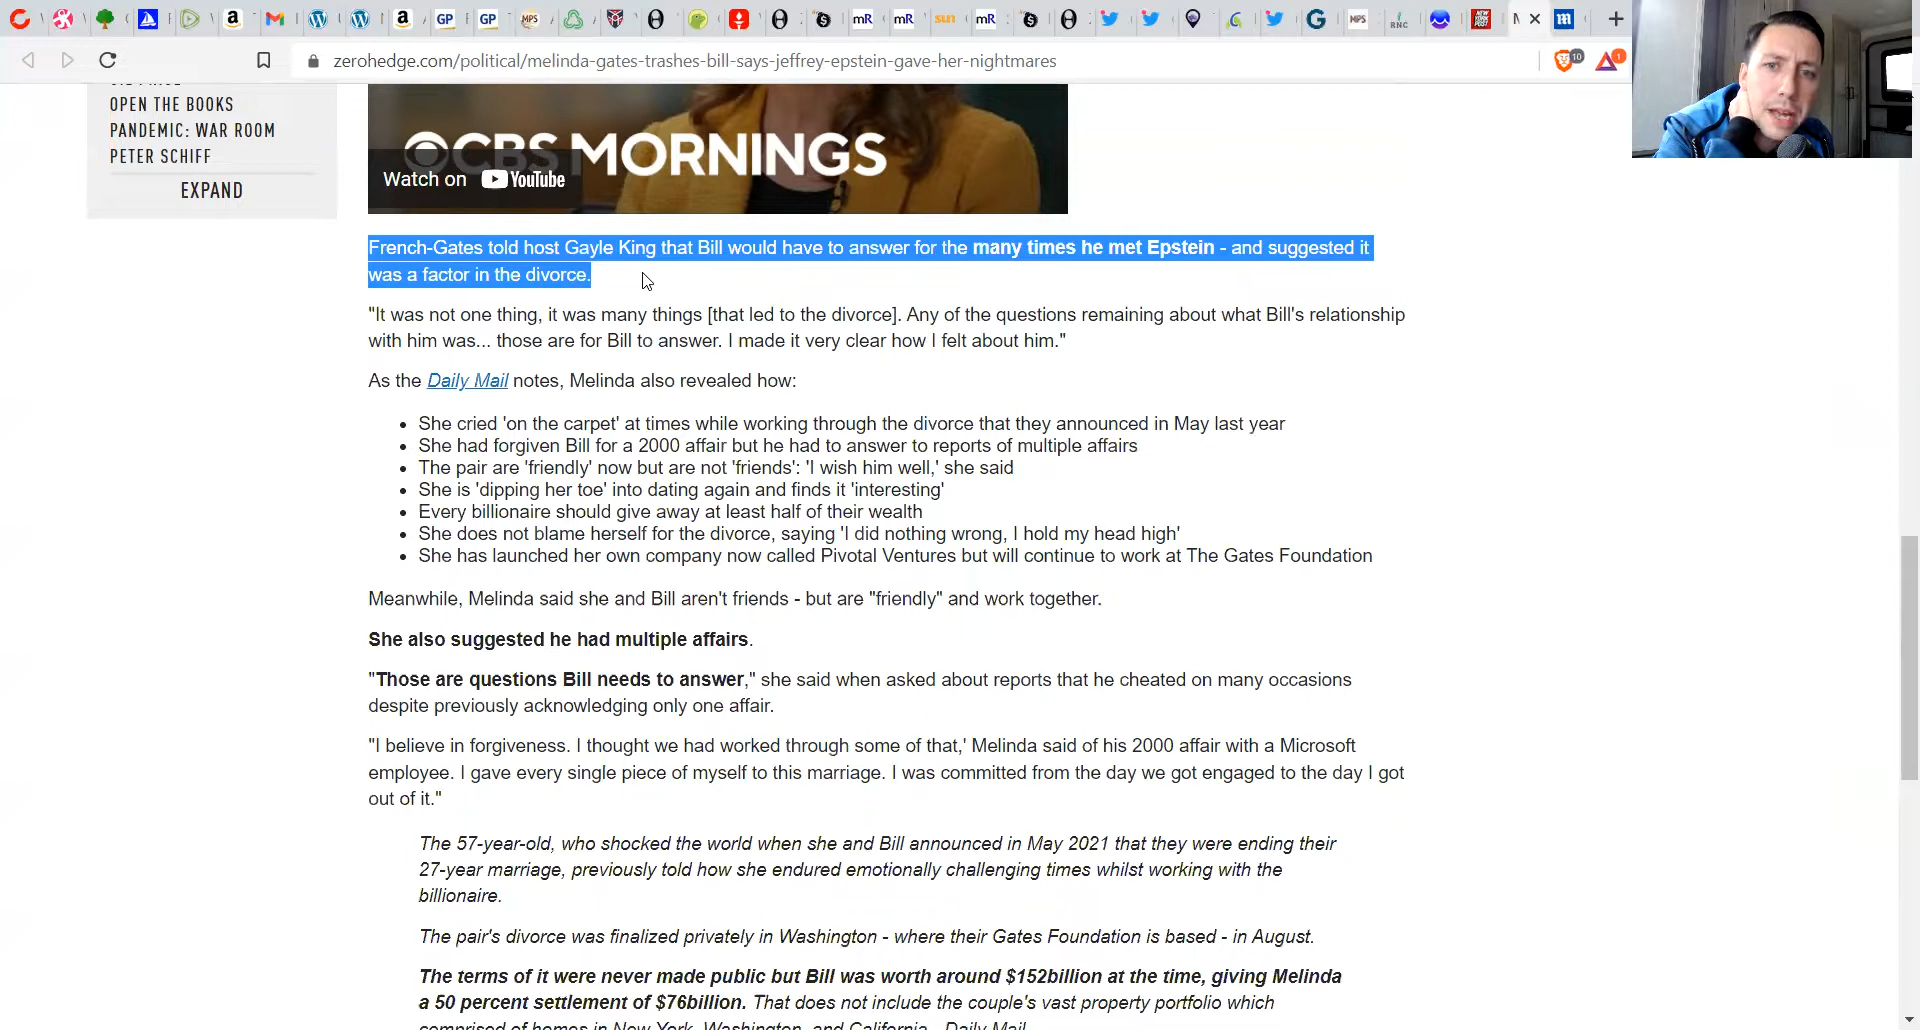 zerohedge.com/political/melinda-gates-trashes-bill-says-jeffrey-epstein-gave-her-nightmares
OPEN THE BOOKS
PANDEMIC: WAR ROOM
PETER SCHIFF
EXPAND
CBS MORNINGS
Watch on YouTube
French-Gates told host Gayle King that Bill would have to answer for the many times he met Epstein - and suggested it
was a factor in the divorce.
"It was not one thing, it was many things [that led to the divorce]. Any of the questions remaining about what Bill's relationship
with him was... those are for Bill to answer. I made it very clear how I felt about him."
As the Daily Mail notes, Melinda also revealed how:
• She cried 'on the carpet' at times while working through the divorce that they announced in May last year
• She had forgiven Bill for a 2000 affair but he had to answer to reports of multiple affairs
• The pair are 'friendly' now but are not 'friends': 'I wish him well,' she said
• She is 'dipping her toe' into dating again and finds it 'interesting'
• Every billionaire should give away at least half of their wealth
• She does not blame herself for the divorce, saying 'I did nothing wrong, I hold my head high'
• She has launched her own company now called Pivotal Ventures but will continue to work at The Gates Foundation
Meanwhile, Melinda said she and Bill aren't friends - but are "friendly" and work together.
She also suggested he had multiple affairs.
"Those are questions Bill needs to answer," she said when asked about reports that he cheated on many occasions
despite previously acknowledging only one affair.
"I believe in forgiveness. I thought we had worked through some of that,' Melinda said of his 2000 affair with a Microsoft
employee. I gave every single piece of myself to this marriage. I was committed from the day we got engaged to the day I got
out of it."
The 57-year-old, who shocked the world when she and Bill announced in May 2021 that they were ending their
27-year marriage, previously told how she endured emotionally challenging times whilst working with the
billionaire.
The pair's divorce was finalized privately in Washington - where their Gates Foundation is based - in August.
The terms of it were never made public but Bill was worth around $152billion at the time, giving Melinda
a 50 percent settlement of $76billion. That does not include the couple's vast property portfolio which
comprised of homes in New York, Washington, and California - Daily Mail